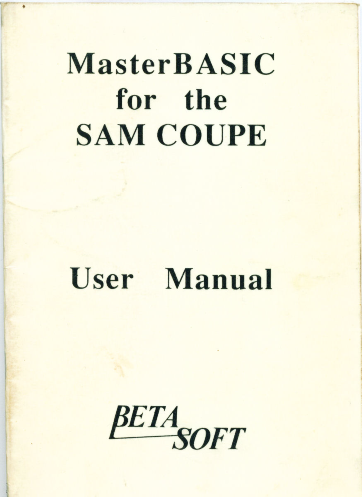 MasterBASIC
for the
SAM COUPE
User Manual
BETA
SOFT